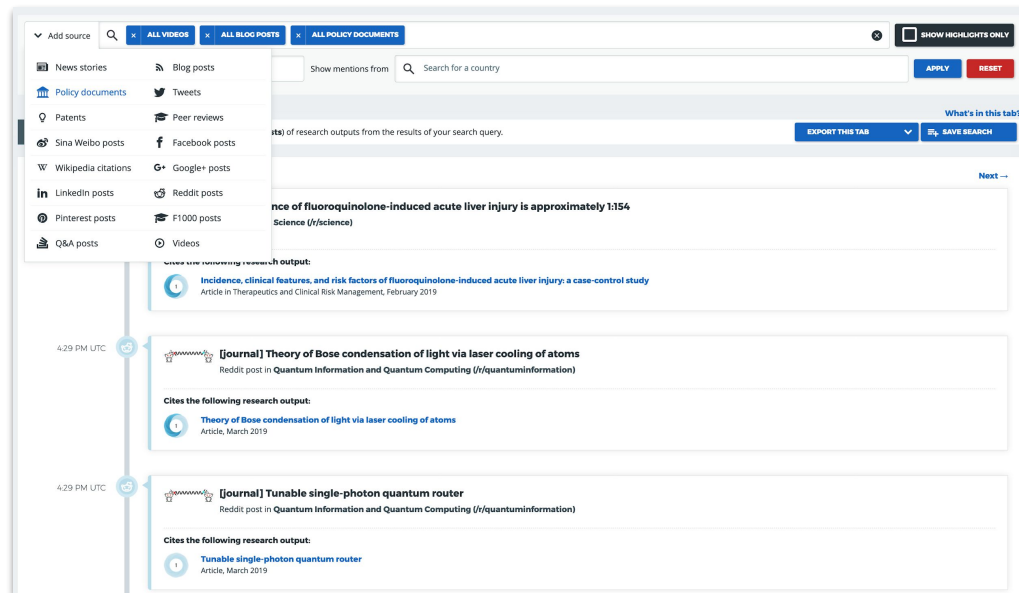 Add source
ALL VIDEOS
ALL BLOG POSTS
ALL POLICY DOCUMENTS
SHOW HIGHLIGHTS ONLY
News stories
Blog posts
Show mentions from
Search for a country
APPLY
RESET
Policy documents
Tweets
Patents
Peer reviews
What's in this tab?
of research outputs from the results of your search query.
EXPORT THIS TAB
SAVE SEARCH
Sina Weibo posts
Facebook posts
Wikipedia citations
Google+ posts
Next →
LinkedIn posts
Reddit posts
Pinterest posts
F1000 posts
Q&A posts
Videos
of fluoroquinolone-induced acute liver injury is approximately 1:154
Science (/r/science)
Cites the following research output:
1
Incidence, clinical features, and risk factors of fluoroquinolone-induced acute liver injury: a case-control study
Article in Therapeutics and Clinical Risk Management, February 2019
4:29 PM UTC
[journal] Theory of Bose condensation of light via laser cooling of atoms
Reddit post in Quantum Information and Quantum Computing (/r/quantuminformation)
Cites the following research output:
1
Theory of Bose condensation of light via laser cooling of atoms
Article, March 2019
4:29 PM UTC
[journal] Tunable single-photon quantum router
Reddit post in Quantum Information and Quantum Computing (/r/quantuminformation)
Cites the following research output:
1
Tunable single-photon quantum router
Article, March 2019